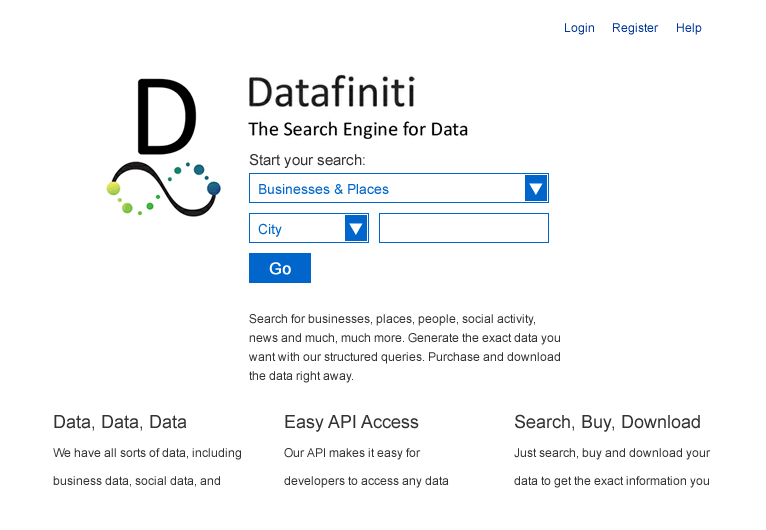 Login Register Help
D
Datafiniti
The Search Engine for Data
Start your search:
Businesses & Places
City
Go
Search for businesses, places, people, social activity,
news and much, much more. Generate the exact data you
want with our structured queries. Purchase and download
the data right away.
Data, Data, Data
We have all sorts of data, including
business data, social data, and
Easy API Access
Our API makes it easy for
developers to access any data
Search, Buy, Download
Just search, buy and download your
data to get the exact information you